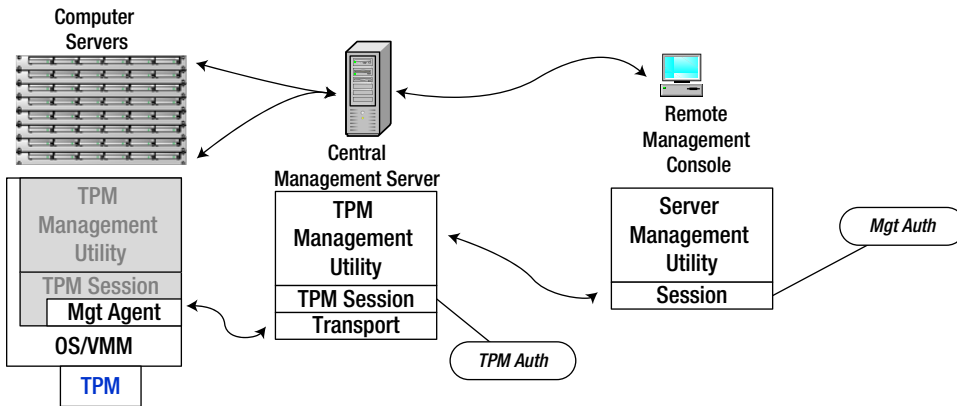 Computer
Servers
Central
Management Server
Remote
Management
Console
TPM
Management
Utility
TPM Session
Mgt Agent
OS/VMM
TPM
TPM
Management
Utility
TPM Session
Transport
TPM Auth
Server
Management
Utility
Session
Mgt Auth